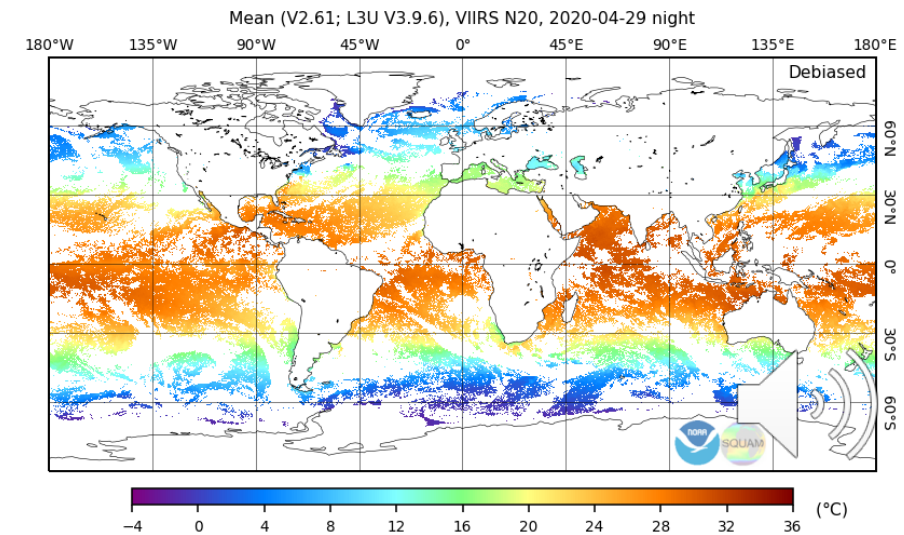 Mean (V2.61; L3U V3.9.6), VIIRS N20, 2020-04-29 night
180°W 135°W 90°W 45°W 0° 45°E 90°E 135°E 180°E
Debiased
60°N
30°N
0°
30°S
60°S
NOAA SQUAM
−4 0 4 8 12 16 20 24 28 32 36 (°C)